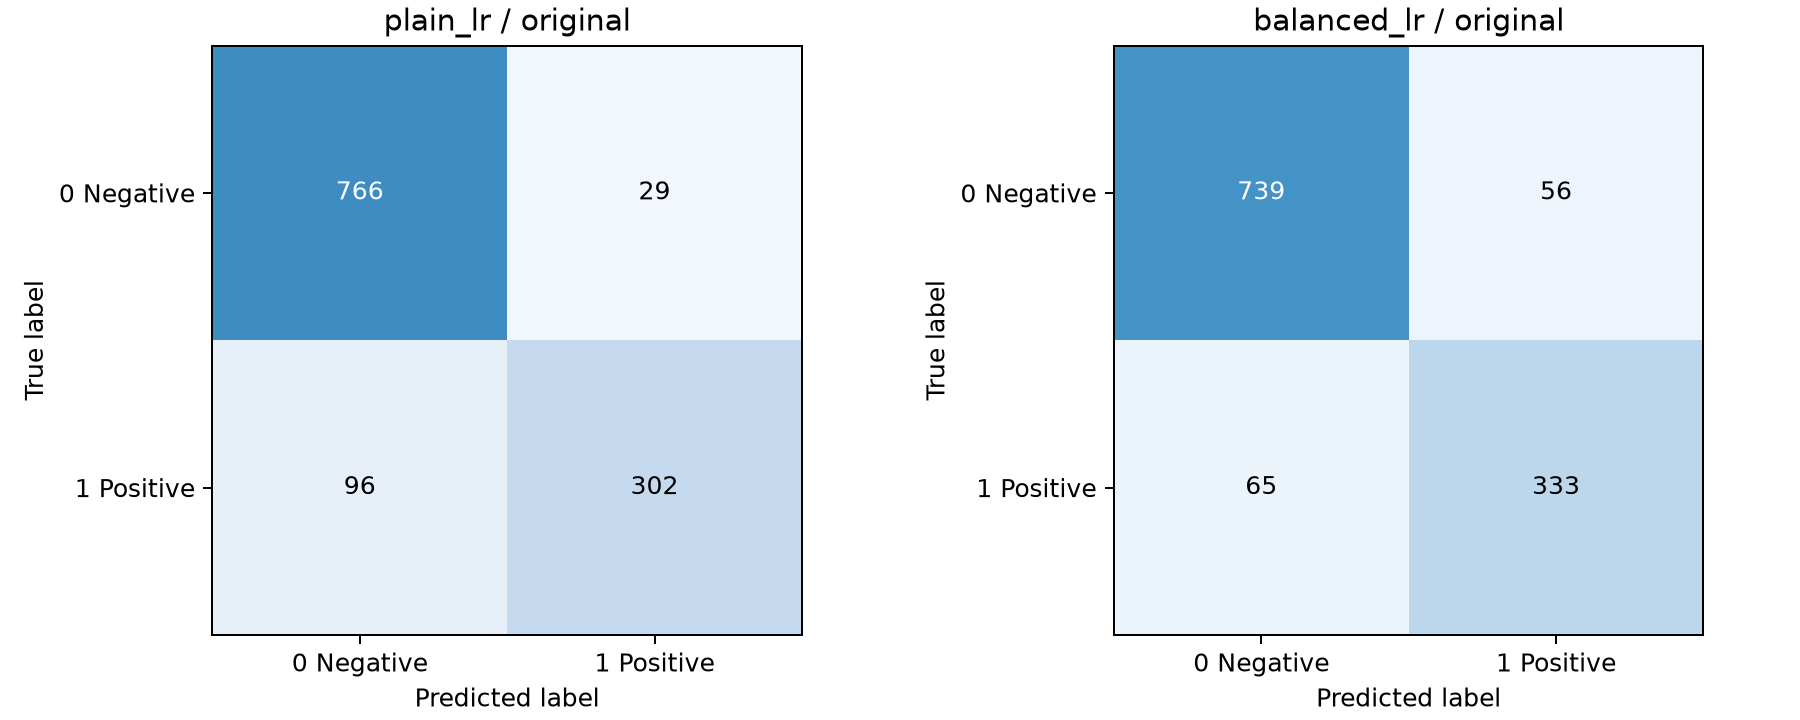 plain_lr / original
0 Negative
766
29
1 Positive
96
302
True label
0 Negative
1 Positive
Predicted label
balanced_lr / original
0 Negative
739
56
1 Positive
65
333
True label
0 Negative
1 Positive
Predicted label